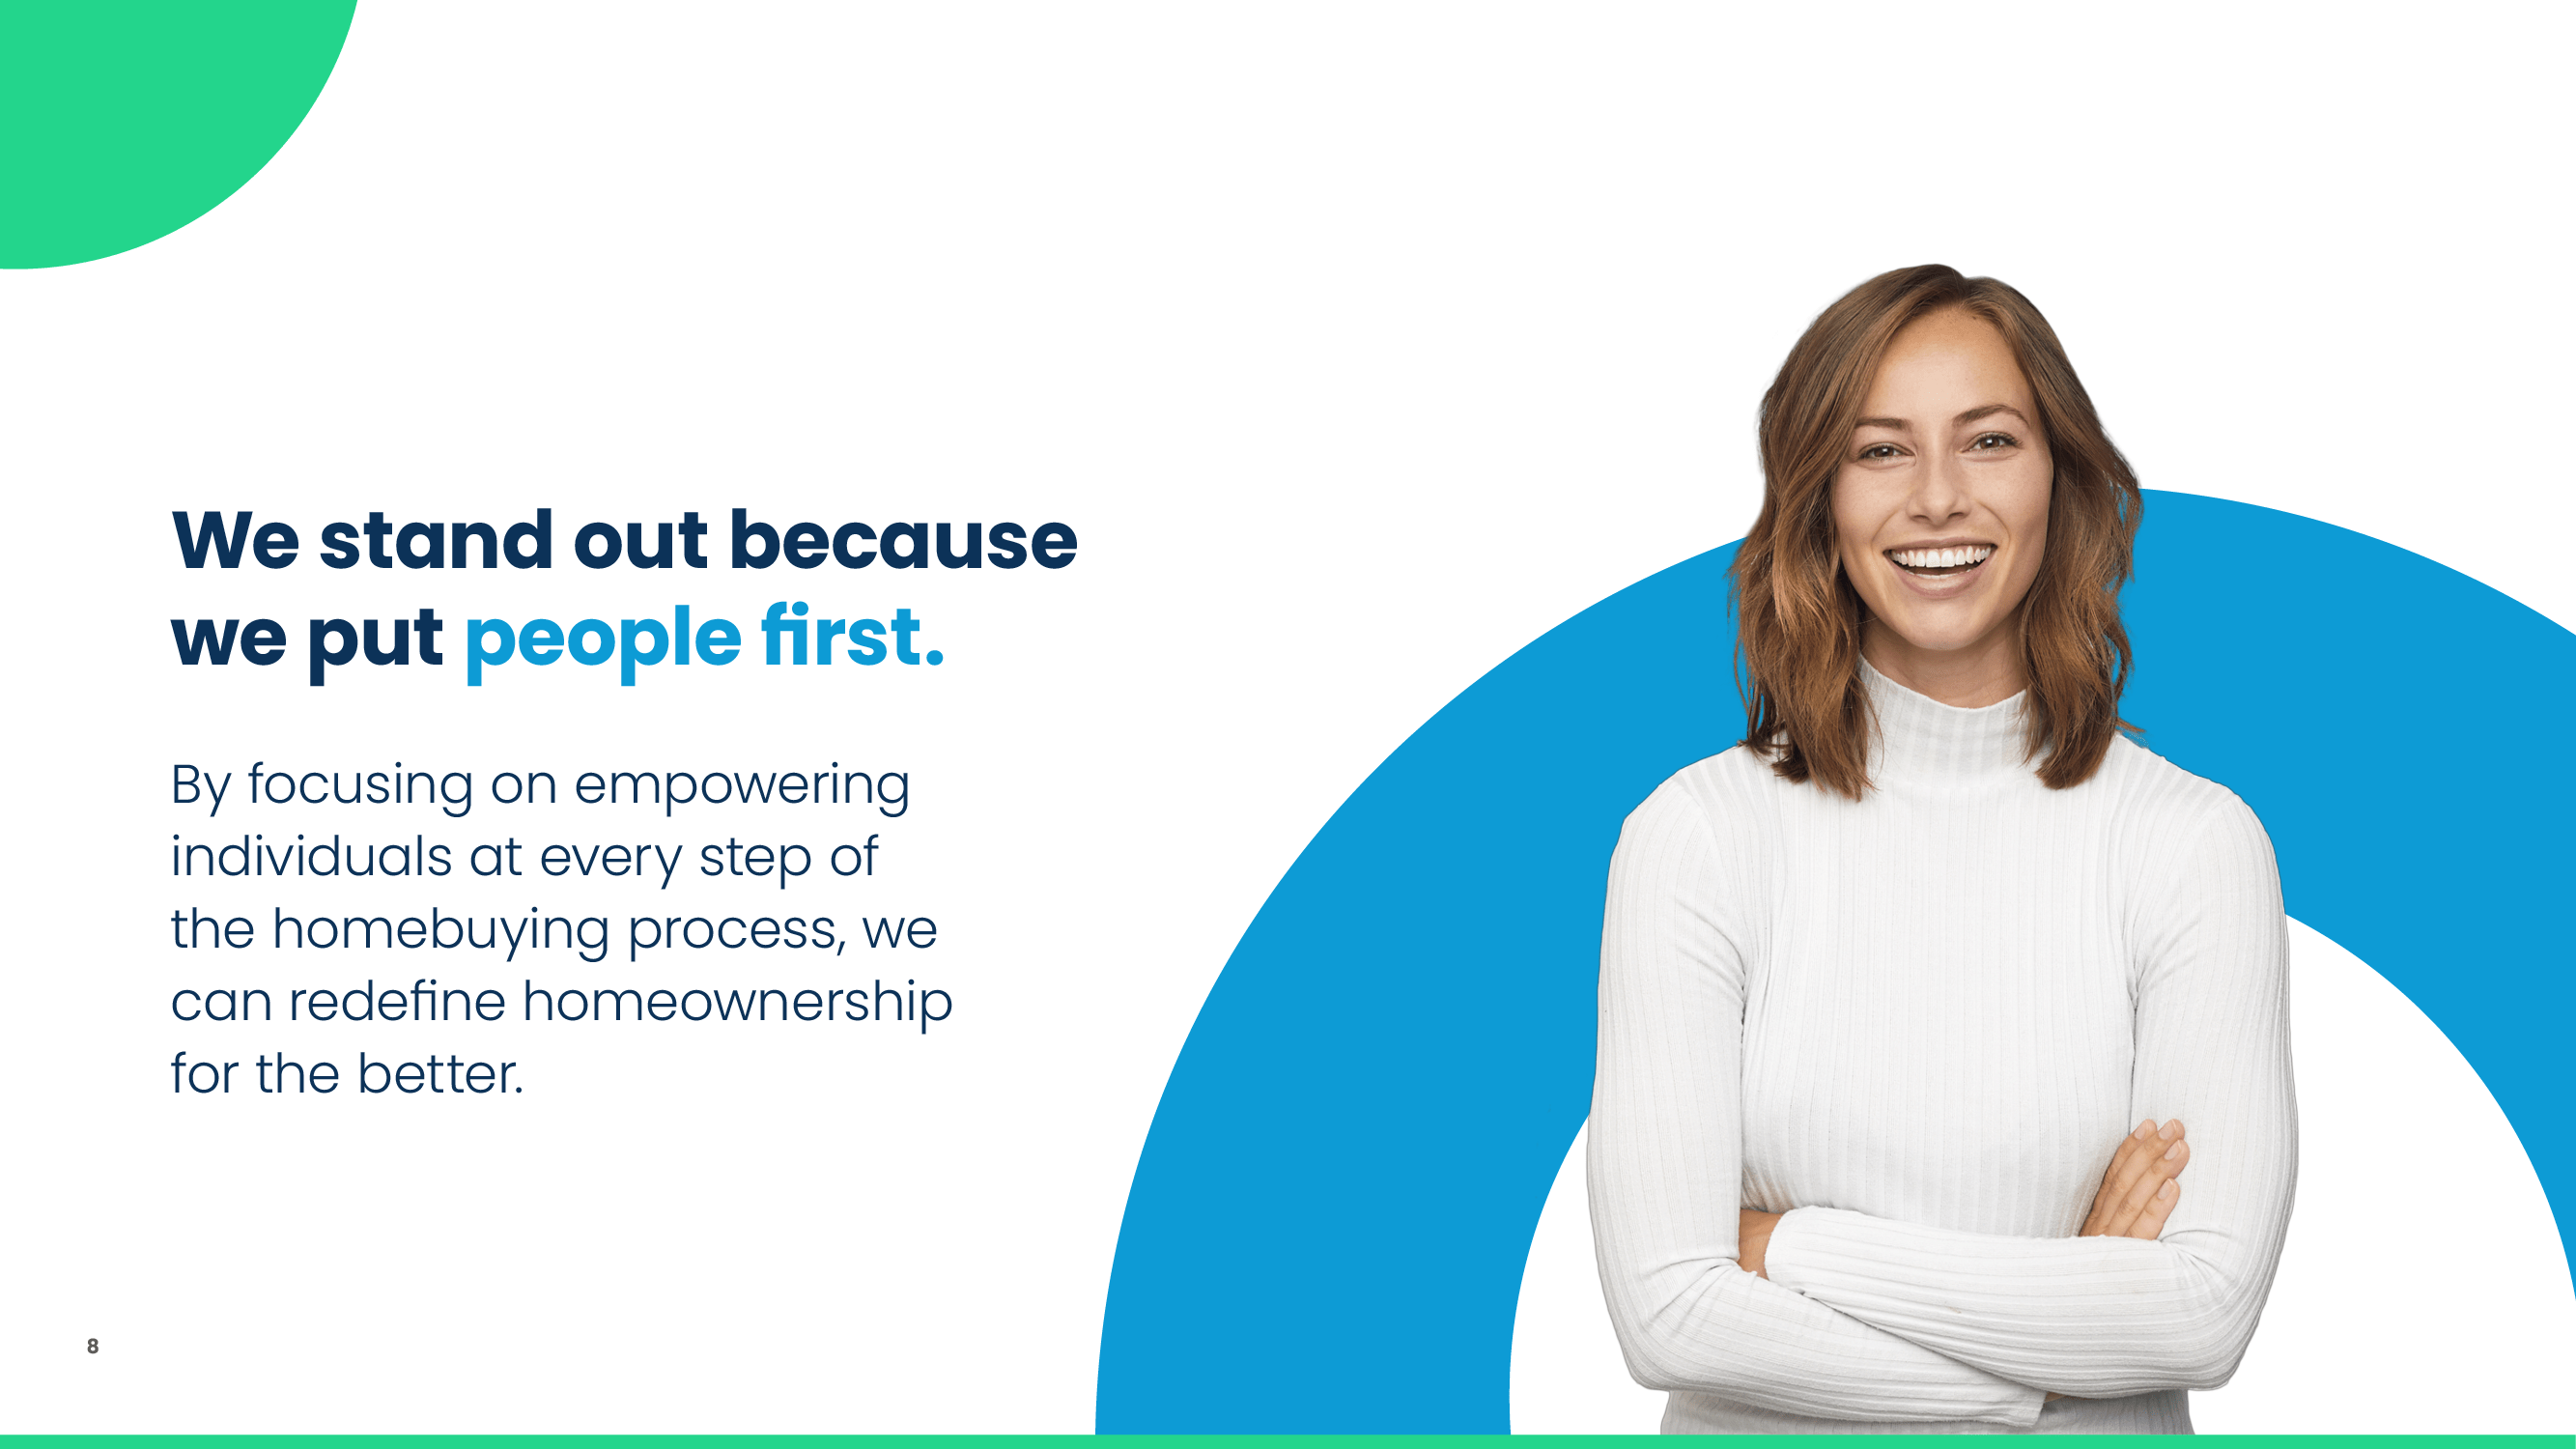 We stand out because
we put people first.
By focusing on empowering
individuals at every step of
the homebuying process, we
can redefine homeownership
for the better.
8